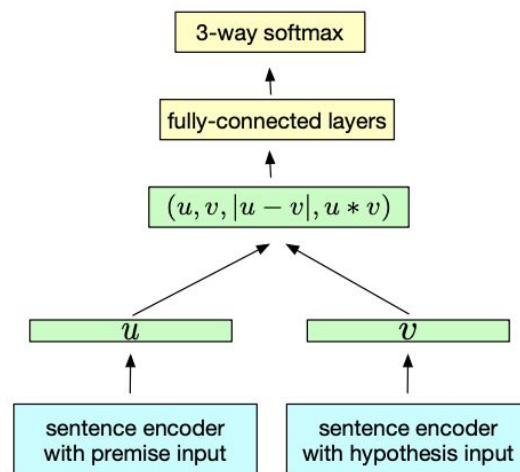 3-way softmax
fully-connected layers
(u, v, |u − v|, u * v)
u
v
sentence encoder
with premise input
sentence encoder
with hypothesis input